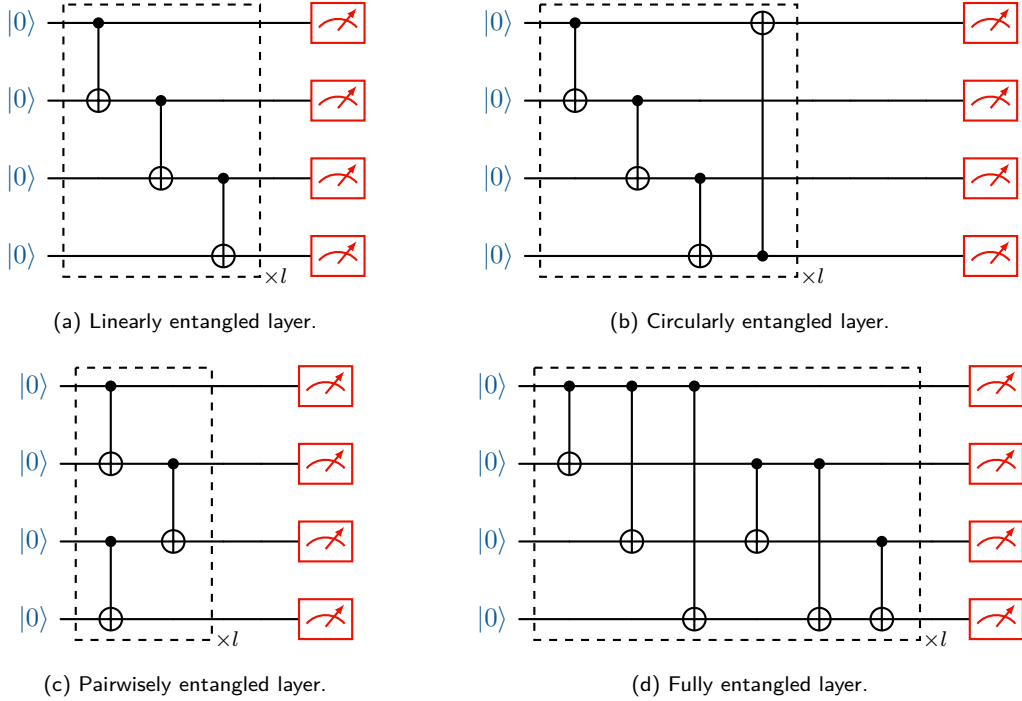 |0⟩ |0⟩
|0⟩ |0⟩
|0⟩ |0⟩
|0⟩ |0⟩
×l ×l
(a) Linearly entangled layer. (b) Circularly entangled layer.
|0⟩ |0⟩
|0⟩ |0⟩
|0⟩ |0⟩
|0⟩ |0⟩
×l ×l
(c) Pairwisely entangled layer. (d) Fully entangled layer.